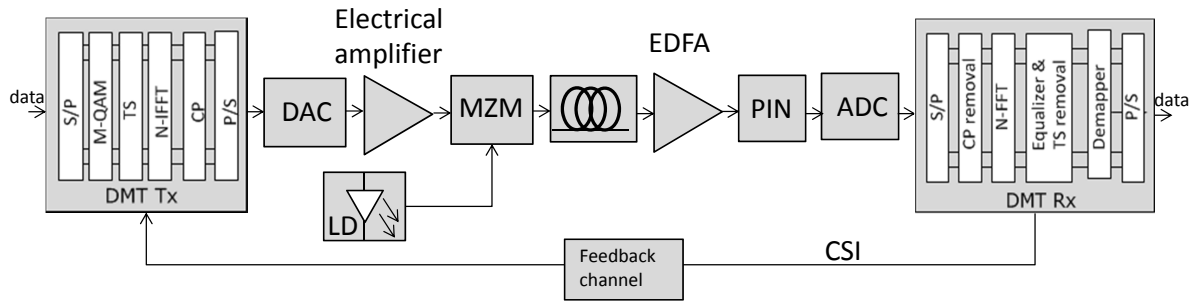 data
S/P
M-QAM
TS
N-IFFT
CP
P/S
DMT Tx
DAC
Electrical
amplifier
MZM
LD
EDFA
PIN
ADC
S/P
CP removal
N-FFT
Equalizer &
TS removal
Demapper
P/S
DMT Rx
data
Feedback
channel
CSI